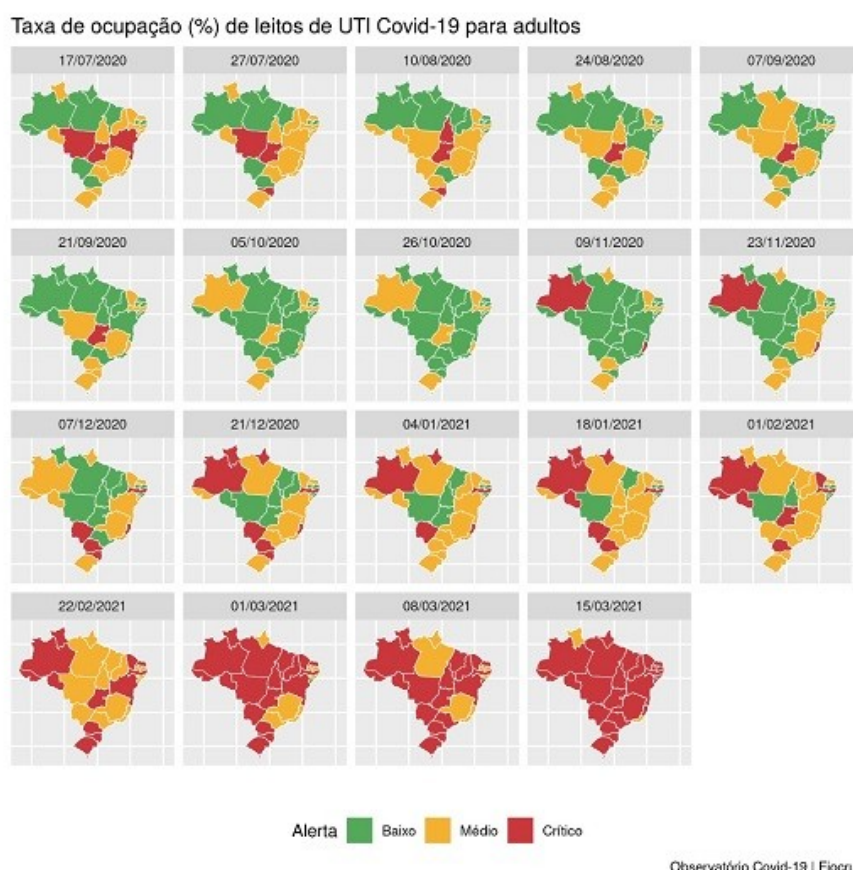 Taxa de ocupação (%) de leitos de UTI Covid-19 para adultos
17/07/2020 27/07/2020 10/08/2020 24/08/2020 07/09/2020
21/09/2020 05/10/2020 26/10/2020 09/11/2020 23/11/2020
07/12/2020 21/12/2020 04/01/2021 18/01/2021 01/02/2021
22/02/2021 01/03/2021 08/03/2021 15/03/2021
Alerta Baixo Médio Crítico
Observatório Covid-19 | Fiocru